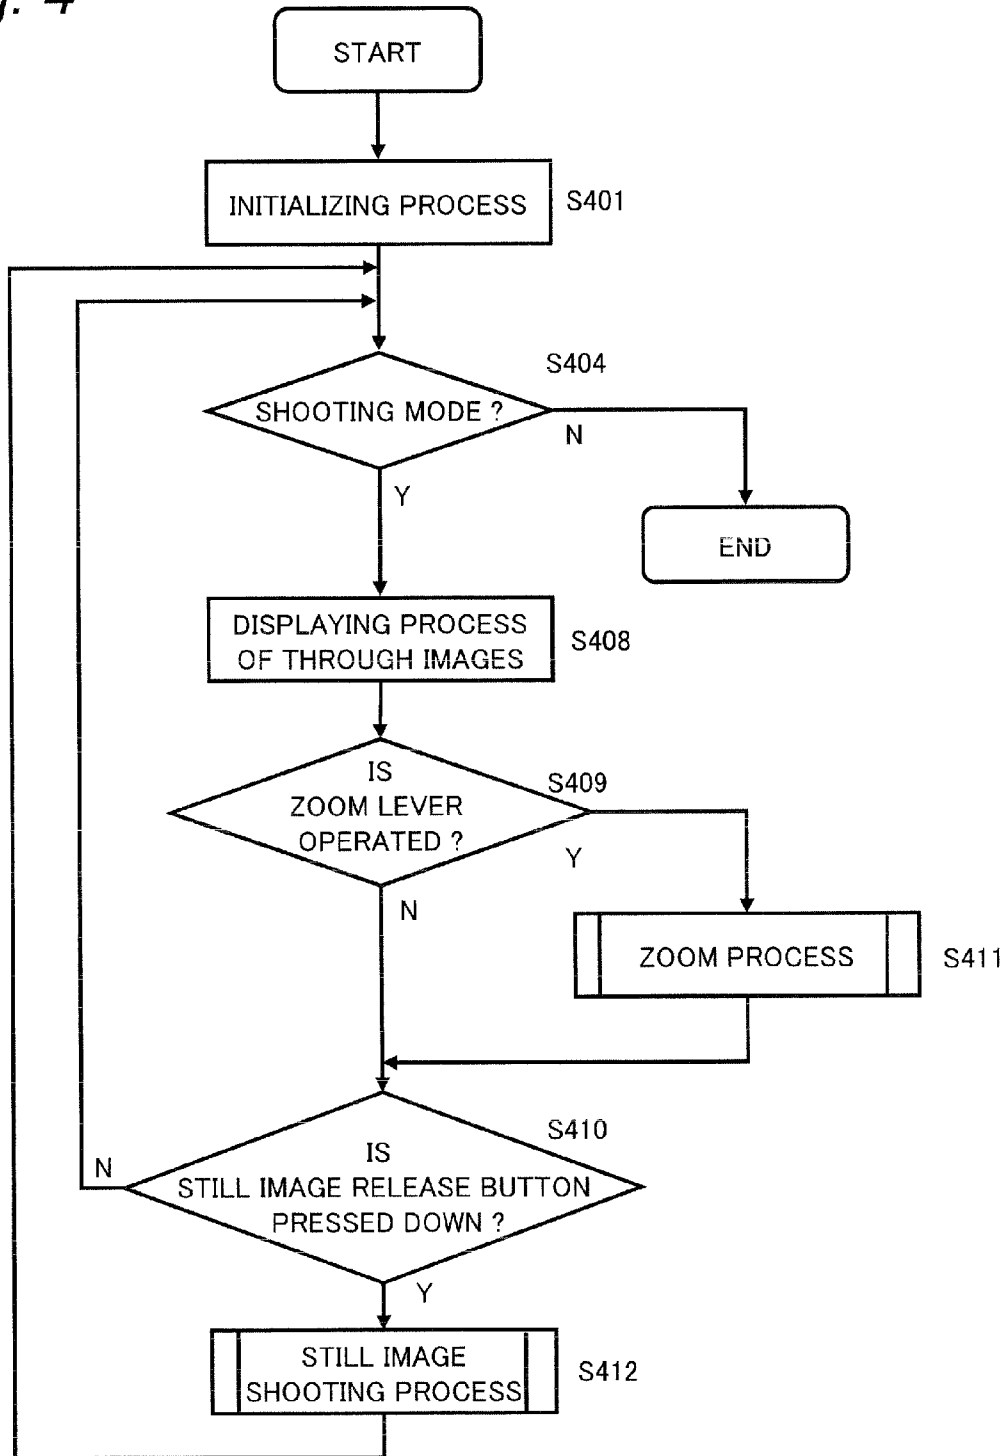 START
INITIALIZING PROCESS
S401
S404
SHOOTING MODE ?
N
Y
END
DISPLAYING PROCESS
OF THROUGH IMAGES
S408
IS
ZOOM LEVER
OPERATED ?
S409
Y
N
ZOOM PROCESS
S411
S410
IS
STILL IMAGE RELEASE BUTTON
PRESSED DOWN ?
N
Y
STILL IMAGE
SHOOTING PROCESS
S412